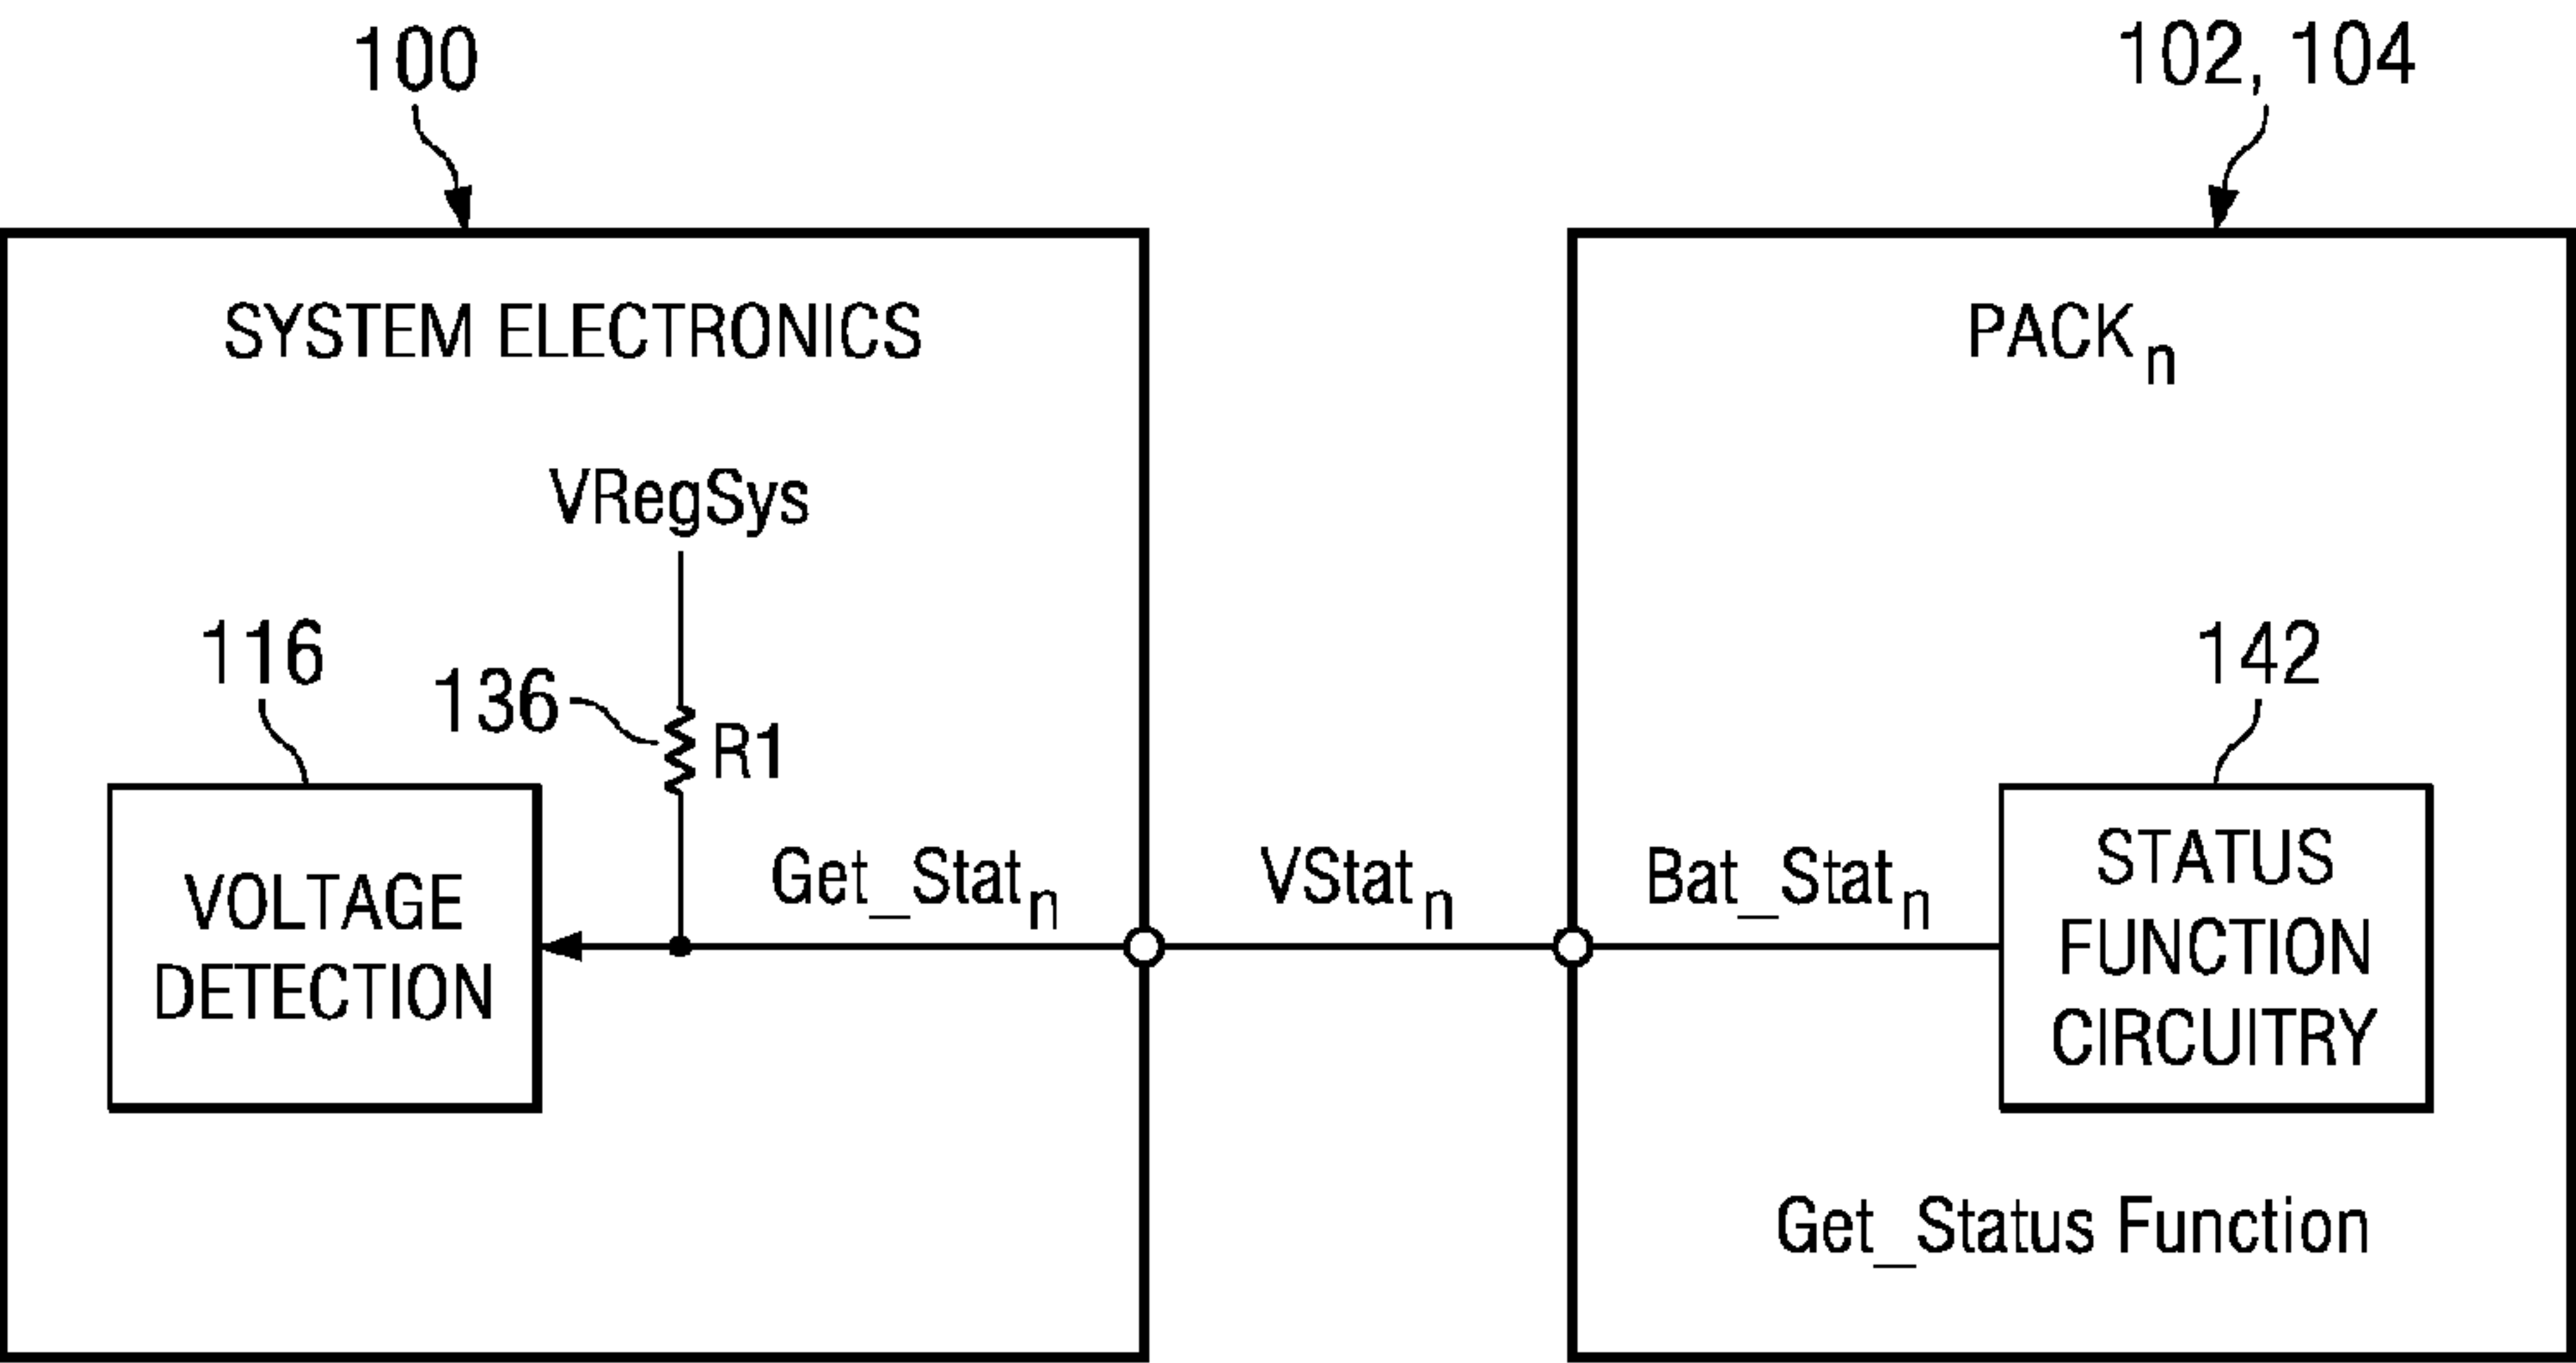 100
102, 104
SYSTEM ELECTRONICS
PACKn
VRegSys
116
136
R1
142
Get_Statn
VStatn
Bat_Statn
VOLTAGE
DETECTION
STATUS
FUNCTION
CIRCUITRY
Get_Status Function